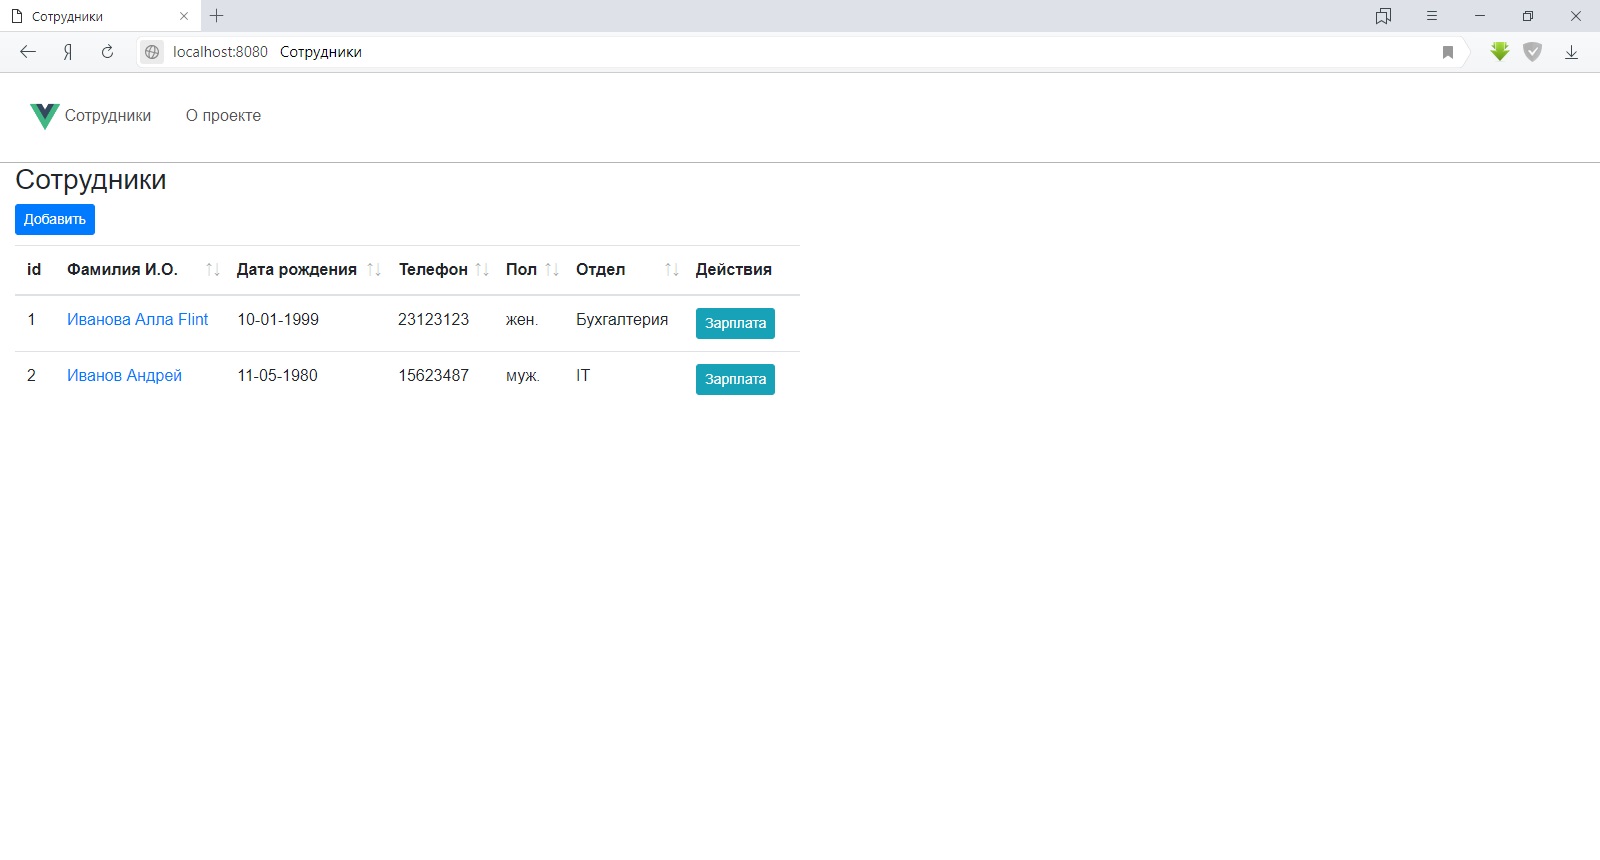 Сотрудники
Я localhost:8080 Сотрудники
Сотрудники О проекте
Сотрудники
Добавить
id Фамилия И.О. Дата рождения Телефон Пол Отдел Действия
1 Иванова Алла Flint 10-01-1999 23123123 жен. Бухгалтерия Зарплата
2 Иванов Андрей 11-05-1980 15623487 муж. IT Зарплата